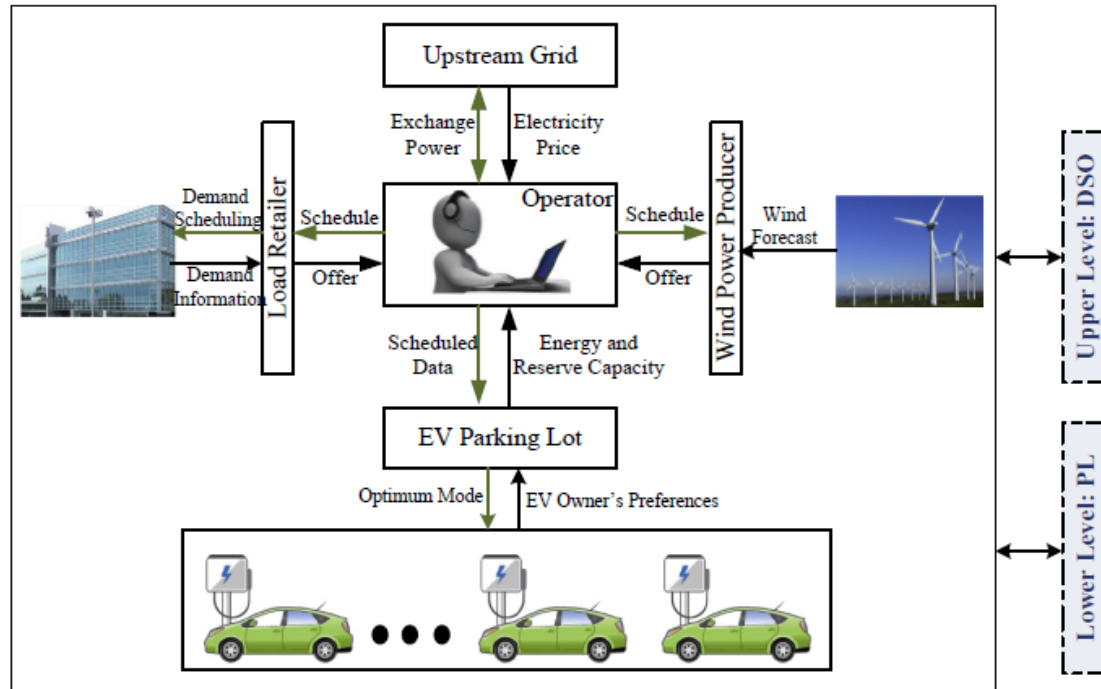 Upstream Grid
Exchange
Power
Electricity
Price
Operator
Demand
Scheduling
Schedule
Load Retailer
Demand
Information
Offer
Schedule
Offer
Wind Power Producer
Wind
Forecast
Upper Level: DSO
Scheduled
Data
Energy and
Reserve Capacity
EV Parking Lot
Optimum Mode
EV Owner's Preferences
Lower Level: PL